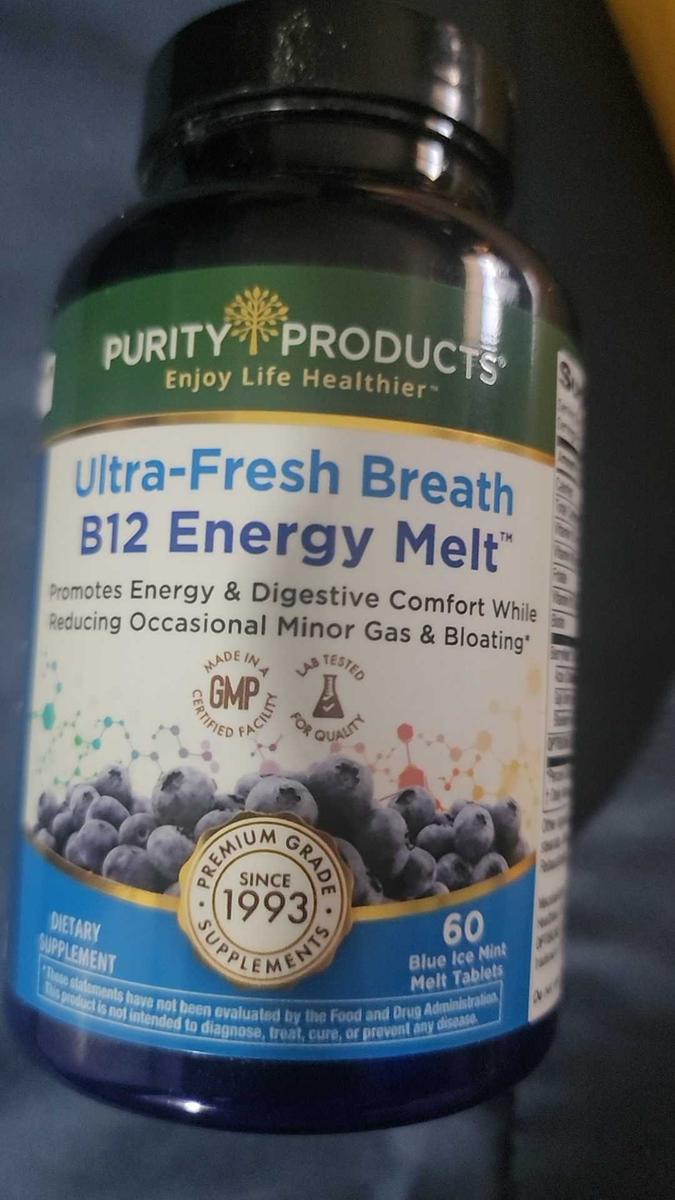 PURITY PRODUCTS®
Enjoy Life Healthier™
Ultra-Fresh Breath
B12 Energy Melt™
Promotes Energy & Digestive Comfort While
Reducing Occasional Minor Gas & Bloating*
MADE IN A
GMP
CERTIFIED FACILITY
LAB TESTED
FOR QUALITY
PREMIUM GRADE
SINCE
1993
SUPPLEMENTS
DIETARY
SUPPLEMENT
60
Blue Ice Mint
Melt Tablets
*These statements have not been evaluated by the Food and Drug Administration.
This product is not intended to diagnose, treat, cure, or prevent any disease.